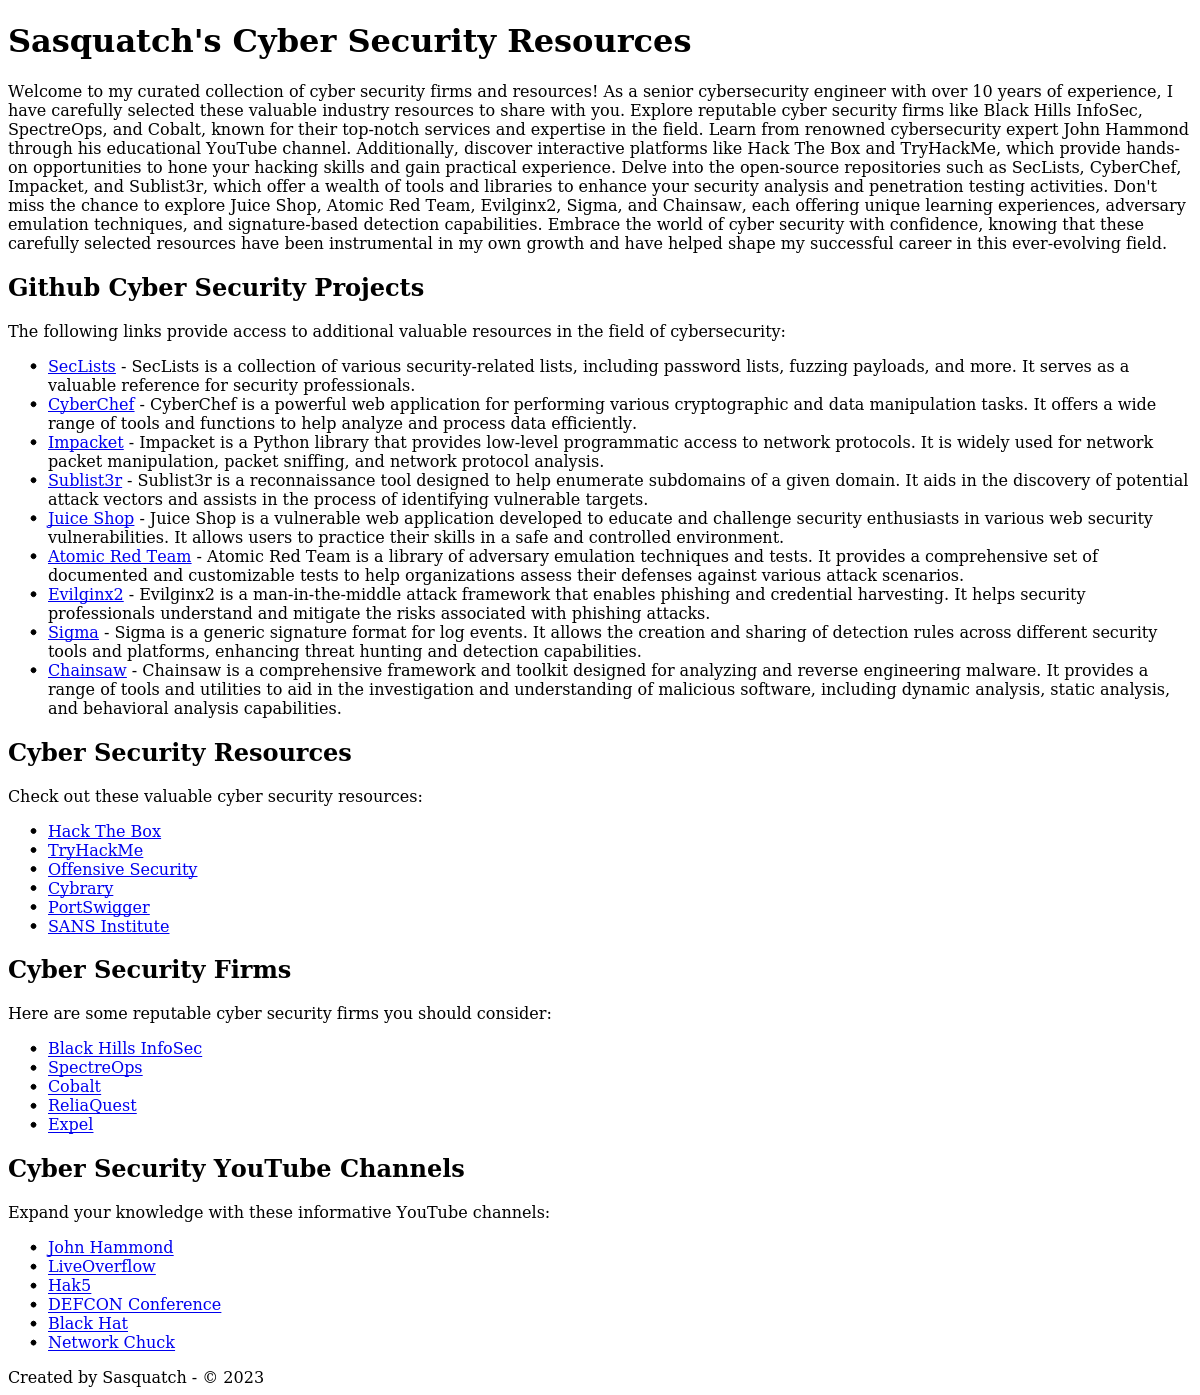 Sasquatch's Cyber Security Resources
Welcome to my curated collection of cyber security firms and resources! As a senior cybersecurity engineer with over 10 years of experience, I
have carefully selected these valuable industry resources to share with you. Explore reputable cyber security firms like Black Hills InfoSec,
SpectreOps, and Cobalt, known for their top-notch services and expertise in the field. Learn from renowned cybersecurity expert John Hammond
through his educational YouTube channel. Additionally, discover interactive platforms like Hack The Box and TryHackMe, which provide hands-
on opportunities to hone your hacking skills and gain practical experience. Delve into the open-source repositories such as SecLists, CyberChef,
Impacket, and Sublist3r, which offer a wealth of tools and libraries to enhance your security analysis and penetration testing activities. Don't
miss the chance to explore Juice Shop, Atomic Red Team, Evilginx2, Sigma, and Chainsaw, each offering unique learning experiences, adversary
emulation techniques, and signature-based detection capabilities. Embrace the world of cyber security with confidence, knowing that these
carefully selected resources have been instrumental in my own growth and have helped shape my successful career in this ever-evolving field.
Github Cyber Security Projects
The following links provide access to additional valuable resources in the field of cybersecurity:
• SecLists - SecLists is a collection of various security-related lists, including password lists, fuzzing payloads, and more. It serves as a
valuable reference for security professionals.
• CyberChef - CyberChef is a powerful web application for performing various cryptographic and data manipulation tasks. It offers a wide
range of tools and functions to help analyze and process data efficiently.
• Impacket - Impacket is a Python library that provides low-level programmatic access to network protocols. It is widely used for network
packet manipulation, packet sniffing, and network protocol analysis.
• Sublist3r - Sublist3r is a reconnaissance tool designed to help enumerate subdomains of a given domain. It aids in the discovery of potential
attack vectors and assists in the process of identifying vulnerable targets.
• Juice Shop - Juice Shop is a vulnerable web application developed to educate and challenge security enthusiasts in various web security
vulnerabilities. It allows users to practice their skills in a safe and controlled environment.
• Atomic Red Team - Atomic Red Team is a library of adversary emulation techniques and tests. It provides a comprehensive set of
documented and customizable tests to help organizations assess their defenses against various attack scenarios.
• Evilginx2 - Evilginx2 is a man-in-the-middle attack framework that enables phishing and credential harvesting. It helps security
professionals understand and mitigate the risks associated with phishing attacks.
• Sigma - Sigma is a generic signature format for log events. It allows the creation and sharing of detection rules across different security
tools and platforms, enhancing threat hunting and detection capabilities.
• Chainsaw - Chainsaw is a comprehensive framework and toolkit designed for analyzing and reverse engineering malware. It provides a
range of tools and utilities to aid in the investigation and understanding of malicious software, including dynamic analysis, static analysis,
and behavioral analysis capabilities.
Cyber Security Resources
Check out these valuable cyber security resources:
• Hack The Box
• TryHackMe
• Offensive Security
• Cybrary
• PortSwigger
• SANS Institute
Cyber Security Firms
Here are some reputable cyber security firms you should consider:
• Black Hills InfoSec
• SpectreOps
• Cobalt
• ReliaQuest
• Expel
Cyber Security YouTube Channels
Expand your knowledge with these informative YouTube channels:
• John Hammond
• LiveOverflow
• Hak5
• DEFCON Conference
• Black Hat
• Network Chuck
Created by Sasquatch - © 2023